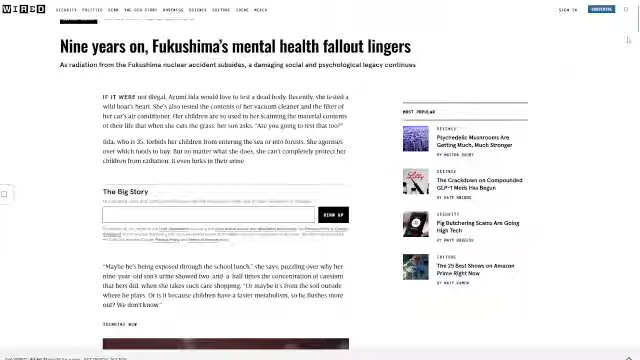 WIRED
SECURITY POLITICS GEAR THE BIG STORY BUSINESS SCIENCE CULTURE IDEAS MERCH
SIGN IN
SUBSCRIBE
Nine years on, Fukushima's mental health fallout lingers
As radiation from the Fukushima nuclear accident subsides, a damaging social and psychological legacy continues
IF IT WERE not illegal, Ayumi Iida would love to test a dead body. Recently, she tested a
wild boar's heart. She's also tested the contents of her vacuum cleaner and the filter of
her car's air conditioner. Her children are so used to her scanning the material contents
of their life that when she cuts the grass, her son asks, "Are you going to test that too?"
Iida, who is 35, forbids her children from entering the sea or into forests. She agonises
over which foods to buy. But no matter what she does, she can't completely protect her
children from radiation. It even lurks in their urine.
The Big Story
SIGN UP
"Maybe he's being exposed through the school lunch," she says, puzzling over why her
nine-year-old son's urine showed two-and-a-half times the concentration of caesium
that hers did, when she takes such care shopping. "Or maybe it's from the soil outside
where he plays. Or is it because children have a faster metabolism, so he flushes more
out? We don't know."
TRENDING NOW
MOST POPULAR
SCIENCE
Psychedelic Mushrooms Are
Getting Much, Much Stronger
SCIENCE
The Crackdown on Compounded
GLP-1 Meds Has Begun
BY KATE KNIBBS
SECURITY
Pig Butchering Scams Are Going
High Tech
BY MATT BURGESS
CULTURE
The 25 Best Shows on Amazon
Prime Right Now
BY MATT KAMEN